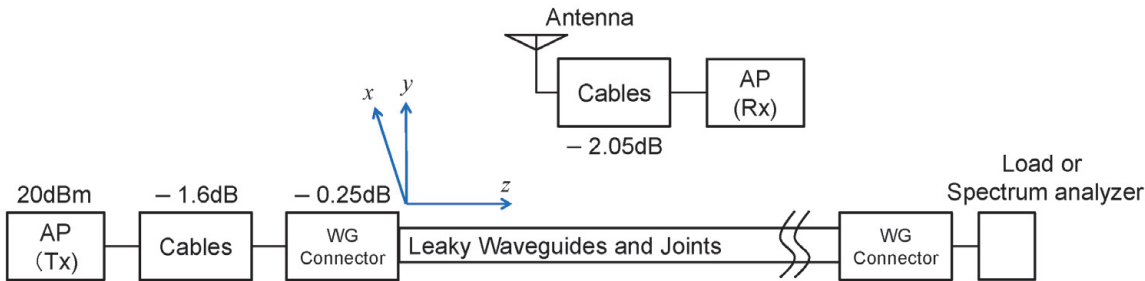 Antenna
Cables
AP
(Rx)
– 2.05dB
x
y
z
20dBm
– 1.6dB
– 0.25dB
AP
(Tx)
Cables
WG
Connector
Leaky Waveguides and Joints
WG
Connector
Load or
Spectrum analyzer